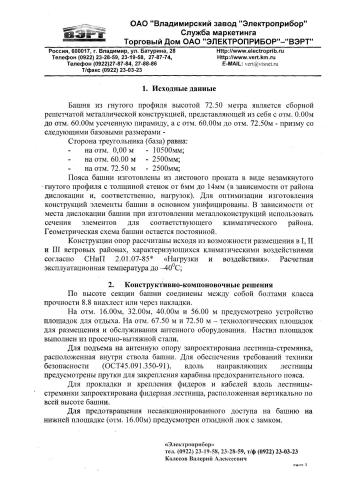 ВЭРТ
ОАО "Владимирский завод "Электроприбор"
Служба маркетинга
Торговый Дом ОАО "ЭЛЕКТРОПРИБОР"–"ВЭРТ"
Россия, 600017, г. Владимир, ул. Батурина, 28
Телефон (0922) 23-28-59, 23-19-58, 27-87-74,
Телефон (0922)27-87-84, 27-88-86
Т/факс (0922) 23-03-23
Http://www.electroprib.ru
Http://www.vert.km.ru
E-MAIL: vert@vtsnet.ru
1. Исходные данные
Башня из гнутого профиля высотой 72.50 метра является сборной
решетчатой металлической конструкцией, представляющей из себя с отм. 0.00м
до отм. 60.00м усеченную пирамиду, а с отм. 60.00м до отм. 72.50м - призму со
следующими базовыми размерами -
Сторона треугольника (база) равна:
- на отм. 0,00 м - 10500мм;
- на отм. 60.00 м - 2500мм;
- на отм. 72.50 м - 2500мм;
Пояса башни изготовлены из листового проката в виде незамкнутого
гнутого профиля с толщиной стенок от 6мм до 14мм (в зависимости от района
дислокации и, соответственно, нагрузок). Для оптимизации изготовления
конструкций элементы башни в основном унифицированы. В зависимости от
места дислокации башни при изготовлении металлоконструкций использовать
сечения элементов для соответствующего климатического района.
Геометрическая схема башни остается постоянной.
Конструкции опор рассчитаны исходя из возможности размещения в I, II
и III ветровых районах, характеризующихся климатическими воздействиями
согласно СНиП 2.01.07-85* «Нагрузки и воздействия». Расчетная
эксплуатационная температура до –40⁰С;
2. Конструктивно-компоновочные решения
По высоте секции башни соединены между собой болтами класса
прочности 8.8 внахлест или через накладки.
На отм. 16.00м, 32.00м, 40.00м и 56.00 м предусмотрено устройство
площадок для отдыха. На отм. 67.50 м и 72.50 м – технологических площадок
для размещения и обслуживания антенного оборудования. Настил площадок
выполнен из просечно-вытяжной стали.
Для подъема на антенную опору запроектирована лестница-стремянка,
расположенная внутри ствола башни. Для обеспечения требований техники
безопасности (ОСТ45.091.350-91), вдоль направляющих лестницы
предусмотрены прутки для закрепления карабина предохранительного пояса.
Для прокладки и крепления фидеров и кабелей вдоль лестницы-
стремянки запроектирована фидерная лестница, расположенная вертикально по
всей высоте башни.
Для предотвращения несанкционированного доступа на башню на
нижней площадке (отм. 16.00м) предусмотрен откидной люк с замком.
«Электроприбор»
тел. (0922) 23-19-58, 23-28-59, т/ф (0922) 23-03-23
Колесов Валерий Алексеевич